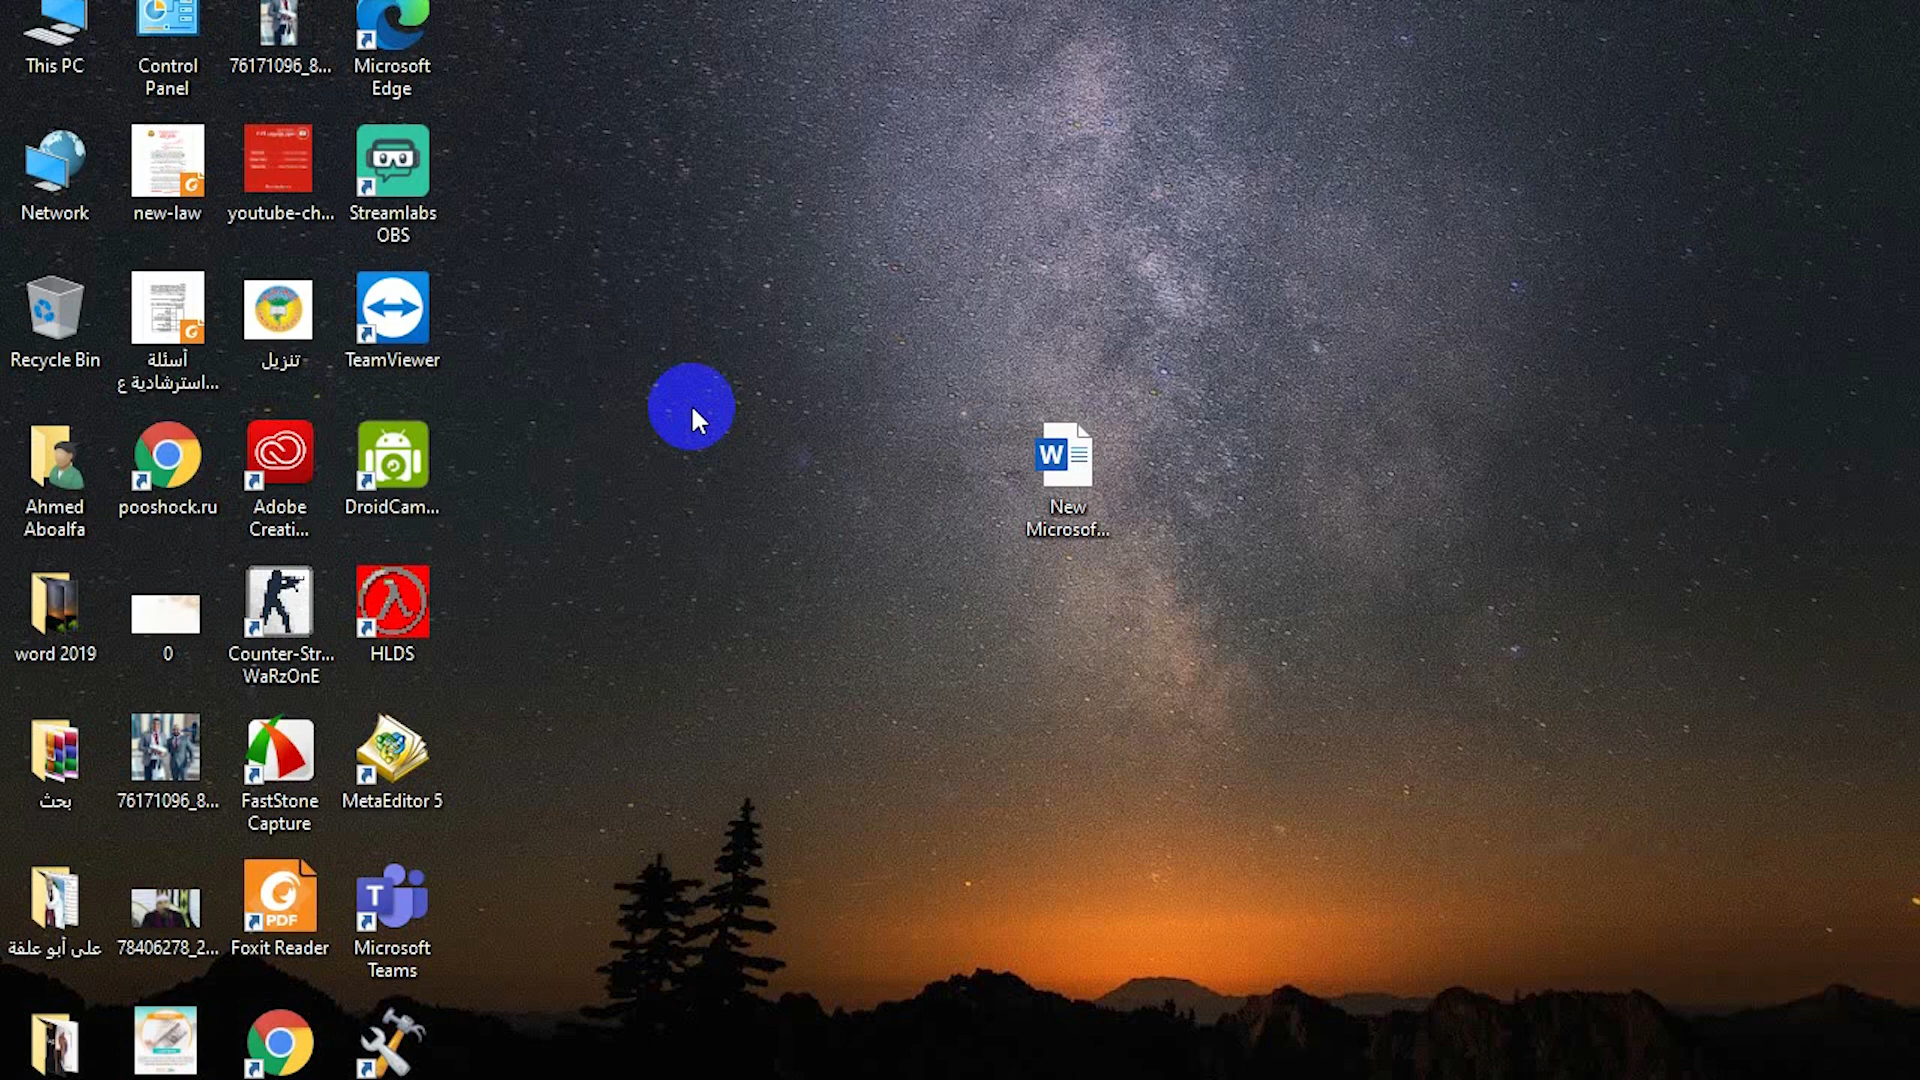 This PC
Control
Panel
76171096_8...
Microsoft
Edge
Network
new-law
youtube-ch...
Streamlabs
OBS
Recycle Bin
أسئلة
استرشادية ع...
تنزيل
TeamViewer
Ahmed
Aboalfa
pooshock.ru
Adobe
Creati...
DroidCam...
New
Microsof...
word 2019
0
Counter-Str...
WaRzOnE
HLDS
بحث
76171096_8...
FastStone
Capture
MetaEditor 5
على أبو علفة
78406278_2...
PDF
Foxit Reader
T
Microsoft
Teams
W